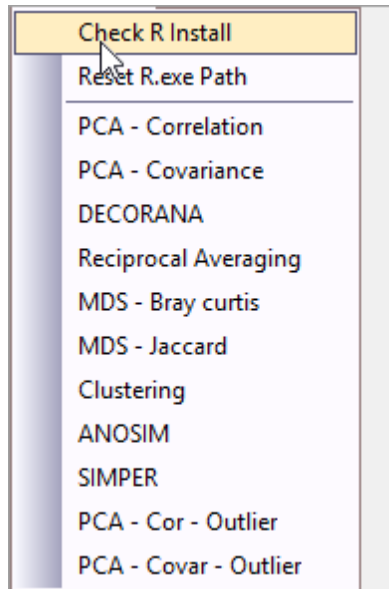 Check R Install
Reset R.exe Path
PCA - Correlation
PCA - Covariance
DECORANA
Reciprocal Averaging
MDS - Bray curtis
MDS - Jaccard
Clustering
ANOSIM
SIMPER
PCA - Cor - Outlier
PCA - Covar - Outlier